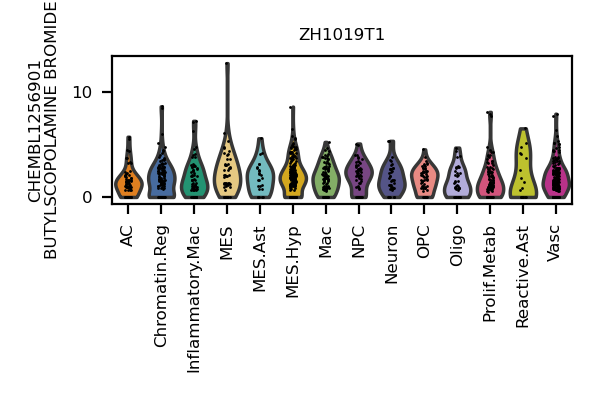 ZH1019T1
CHEMBL1256901
BUTYLSCOPOLAMINE BROMIDE
10
0
AC
Chromatin.Reg
Inflammatory.Mac
MES
MES.Ast
MES.Hyp
Mac
NPC
Neuron
OPC
Oligo
Prolif.Metab
Reactive.Ast
Vasc